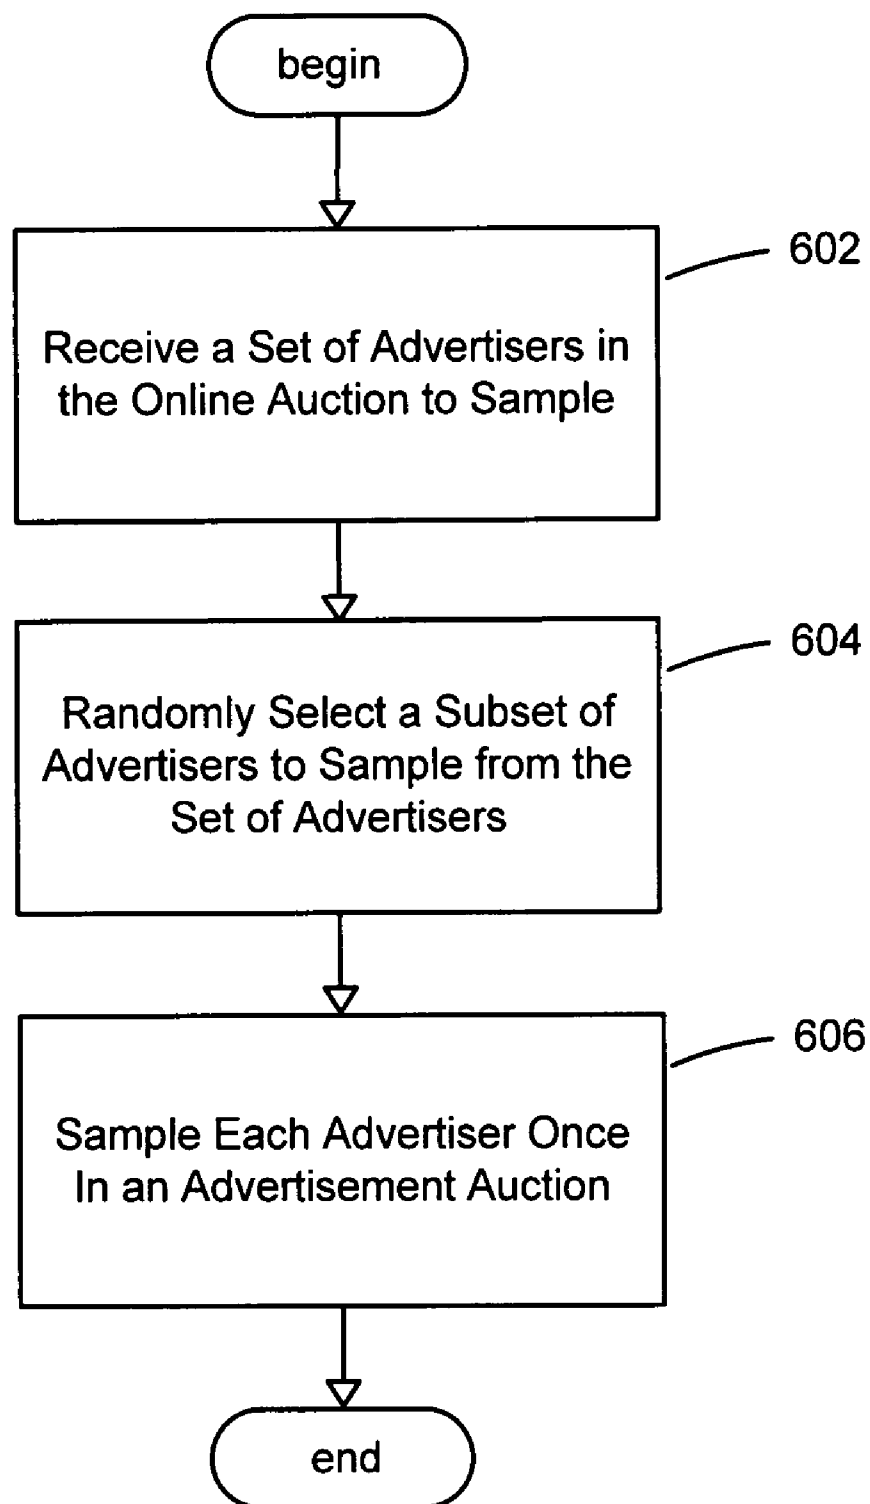 begin
602
Receive a Set of Advertisers in
the Online Auction to Sample
604
Randomly Select a Subset of
Advertisers to Sample from the
Set of Advertisers
606
Sample Each Advertiser Once
In an Advertisement Auction
end